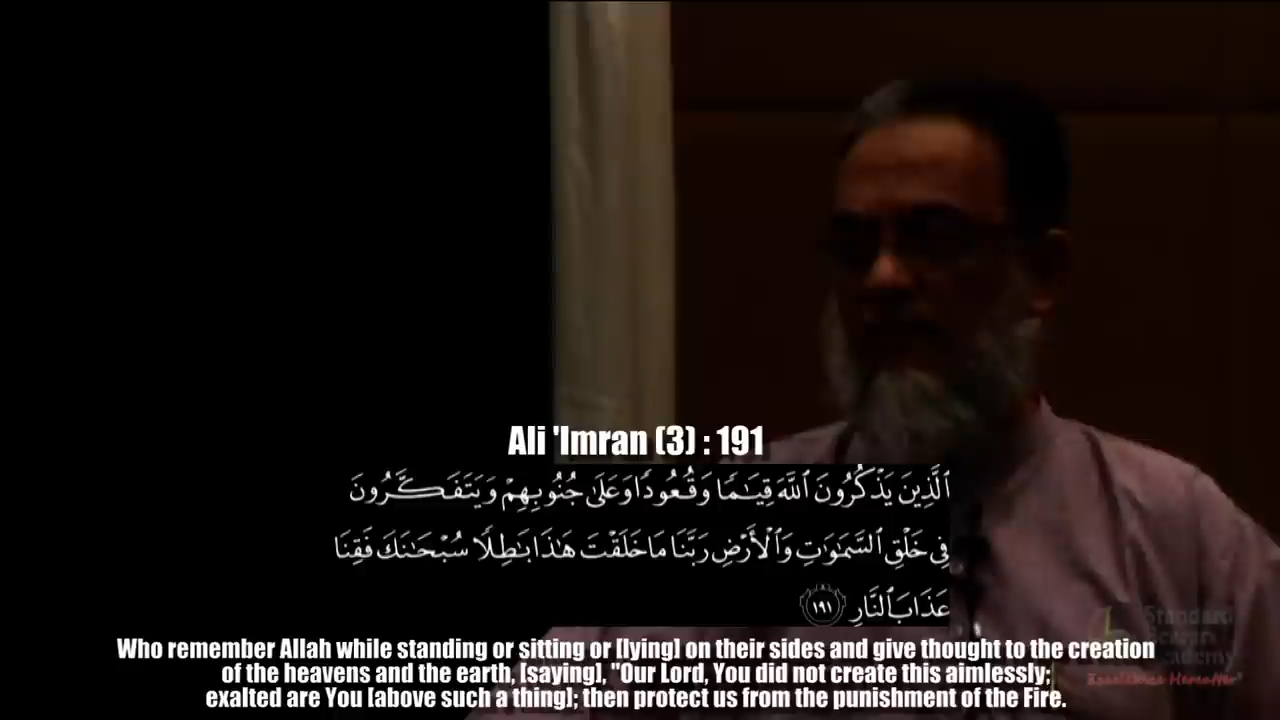 Ali 'Imran (3) : 191
ٱلَّذِينَ يَذْكُرُونَ ٱللَّهَ قِيَـٰمًا وَقُعُودًا وَعَلَىٰ جُنُوبِهِمْ وَيَتَفَكَّرُونَ
فِى خَلْقِ ٱلسَّمَـٰوَٰتِ وَٱلْأَرْضِ رَبَّنَا مَا خَلَقْتَ هَـٰذَا بَـٰطِلًا سُبْحَـٰنَكَ فَقِنَا
عَذَابَ ٱلنَّارِ ١٩١
Who remember Allah while standing or sitting or [lying] on their sides and give thought to the creation
of the heavens and the earth, [saying], "Our Lord, You did not create this aimlessly;
exalted are You [above such a thing]; then protect us from the punishment of the Fire.
Standard